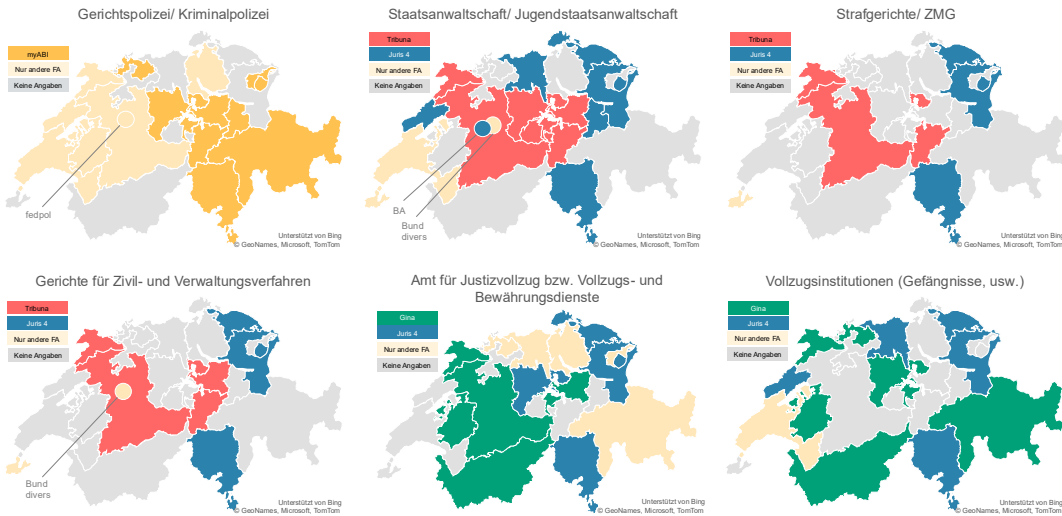 Gerichtspolizei/ Kriminalpolizei
myABI
Nur andere FA
Keine Angaben
fedpol
Unterstützt von Bing
© GeoNames, Microsoft, TomTom
Staatsanwaltschaft/ Jugendstaatsanwaltschaft
Tribuna
Juris 4
Nur andere FA
Keine Angaben
BA
Bund
divers
Unterstützt von Bing
© GeoNames, Microsoft, TomTom
Strafgerichte/ ZMG
Tribuna
Juris 4
Nur andere FA
Keine Angaben
Unterstützt von Bing
© GeoNames, Microsoft, TomTom
Gerichte für Zivil- und Verwaltungsverfahren
Tribuna
Juris 4
Nur andere FA
Keine Angaben
Bund
divers
Unterstützt von Bing
© GeoNames, Microsoft, TomTom
Amt für Justizvollzug bzw. Vollzugs- und
Bewährungsdienste
Gina
Juris 4
Nur andere FA
Keine Angaben
Unterstützt von Bing
© GeoNames, Microsoft, TomTom
Vollzugsinstitutionen (Gefängnisse, usw.)
Gina
Juris 4
Nur andere FA
Keine Angaben
Unterstützt von Bing
© GeoNames, Microsoft, TomTom